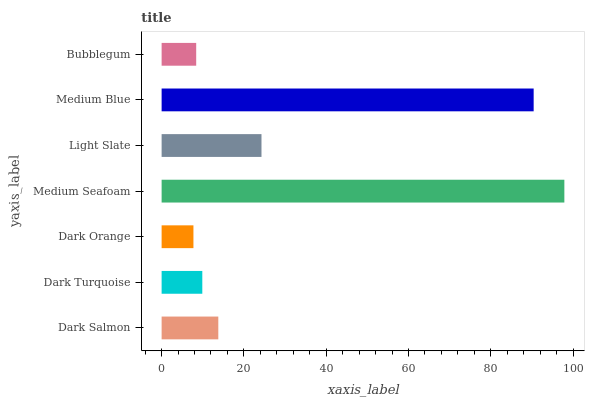 title
Bubblegum
Medium Blue
Light Slate
Medium Seafoam
Dark Orange
Dark Turquoise
Dark Salmon
yaxis_label
0 20 40 60 80 100
xaxis_label